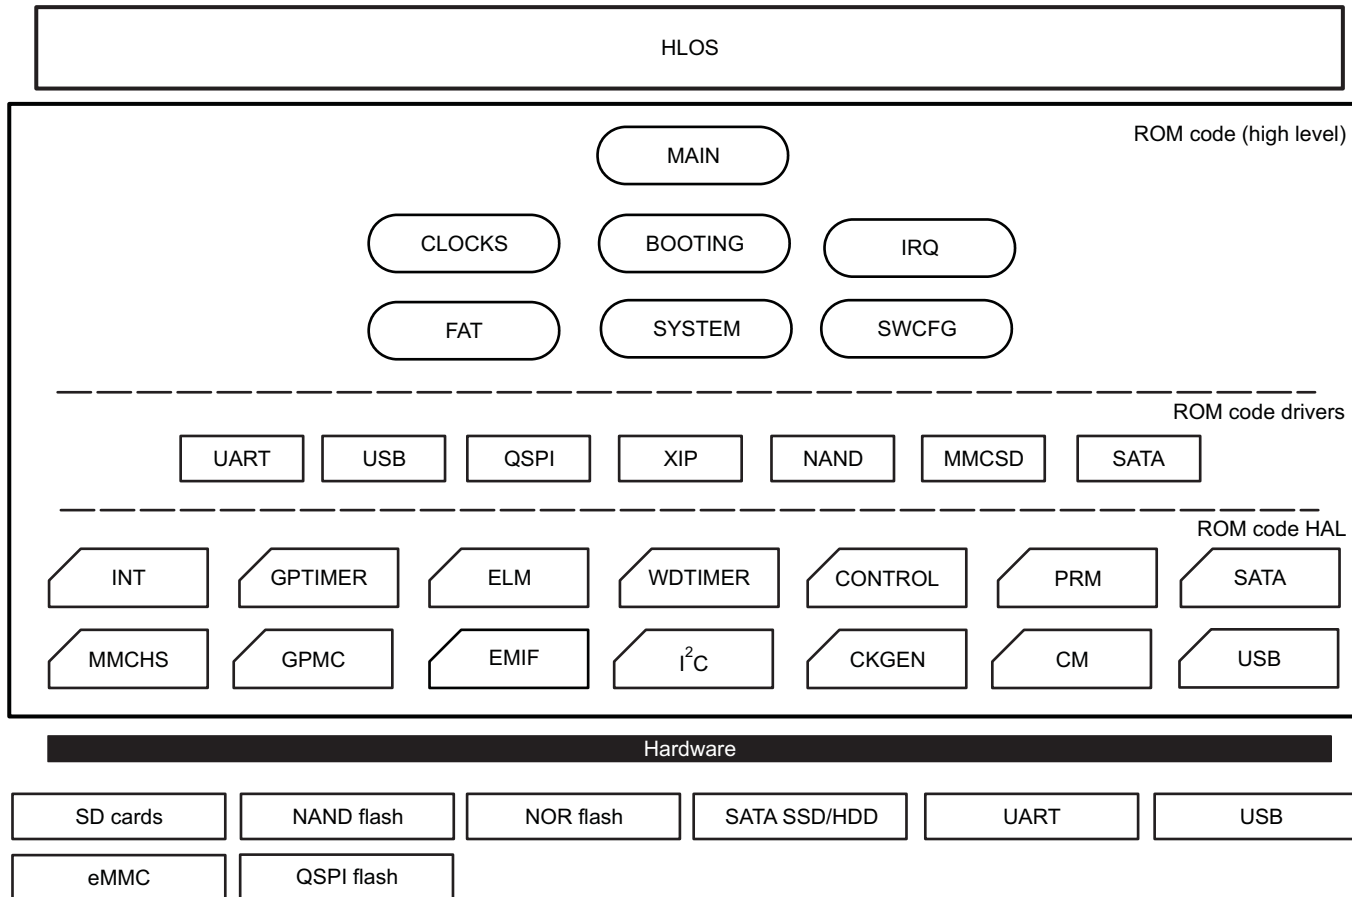 HLOS
ROM code (high level)
MAIN
CLOCKS BOOTING IRQ
FAT SYSTEM SWCFG
ROM code drivers
UART USB QSPI XIP NAND MMCSD SATA
ROM code HAL
INT GPTIMER ELM WDTIMER CONTROL PRM SATA
MMCHS GPMC EMIF I²C CKGEN CM USB
Hardware
SD cards NAND flash NOR flash SATA SSD/HDD UART USB
eMMC QSPI flash